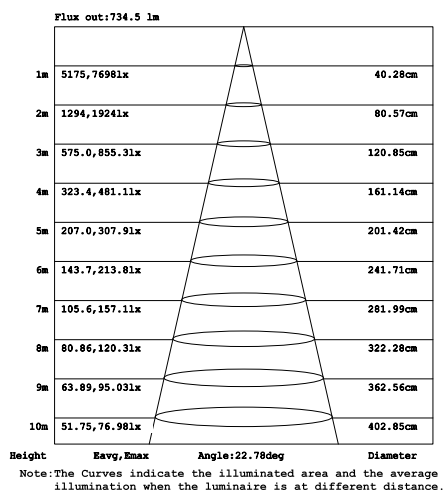 Flux out:734.5 lm
1m 5175,7698lx 40.28cm
2m 1294,1924lx 80.57cm
3m 575.0,855.3lx 120.85cm
4m 323.4,481.1lx 161.14cm
5m 207.0,307.9lx 201.42cm
6m 143.7,213.8lx 241.71cm
7m 105.6,157.1lx 281.99cm
8m 80.86,120.3lx 322.28cm
9m 63.89,95.03lx 362.56cm
10m 51.75,76.98lx 402.85cm
Height Eavg,Emax Angle:22.78deg Diameter
Note:The Curves indicate the illuminated area and the average
illumination when the luminaire is at different distance.